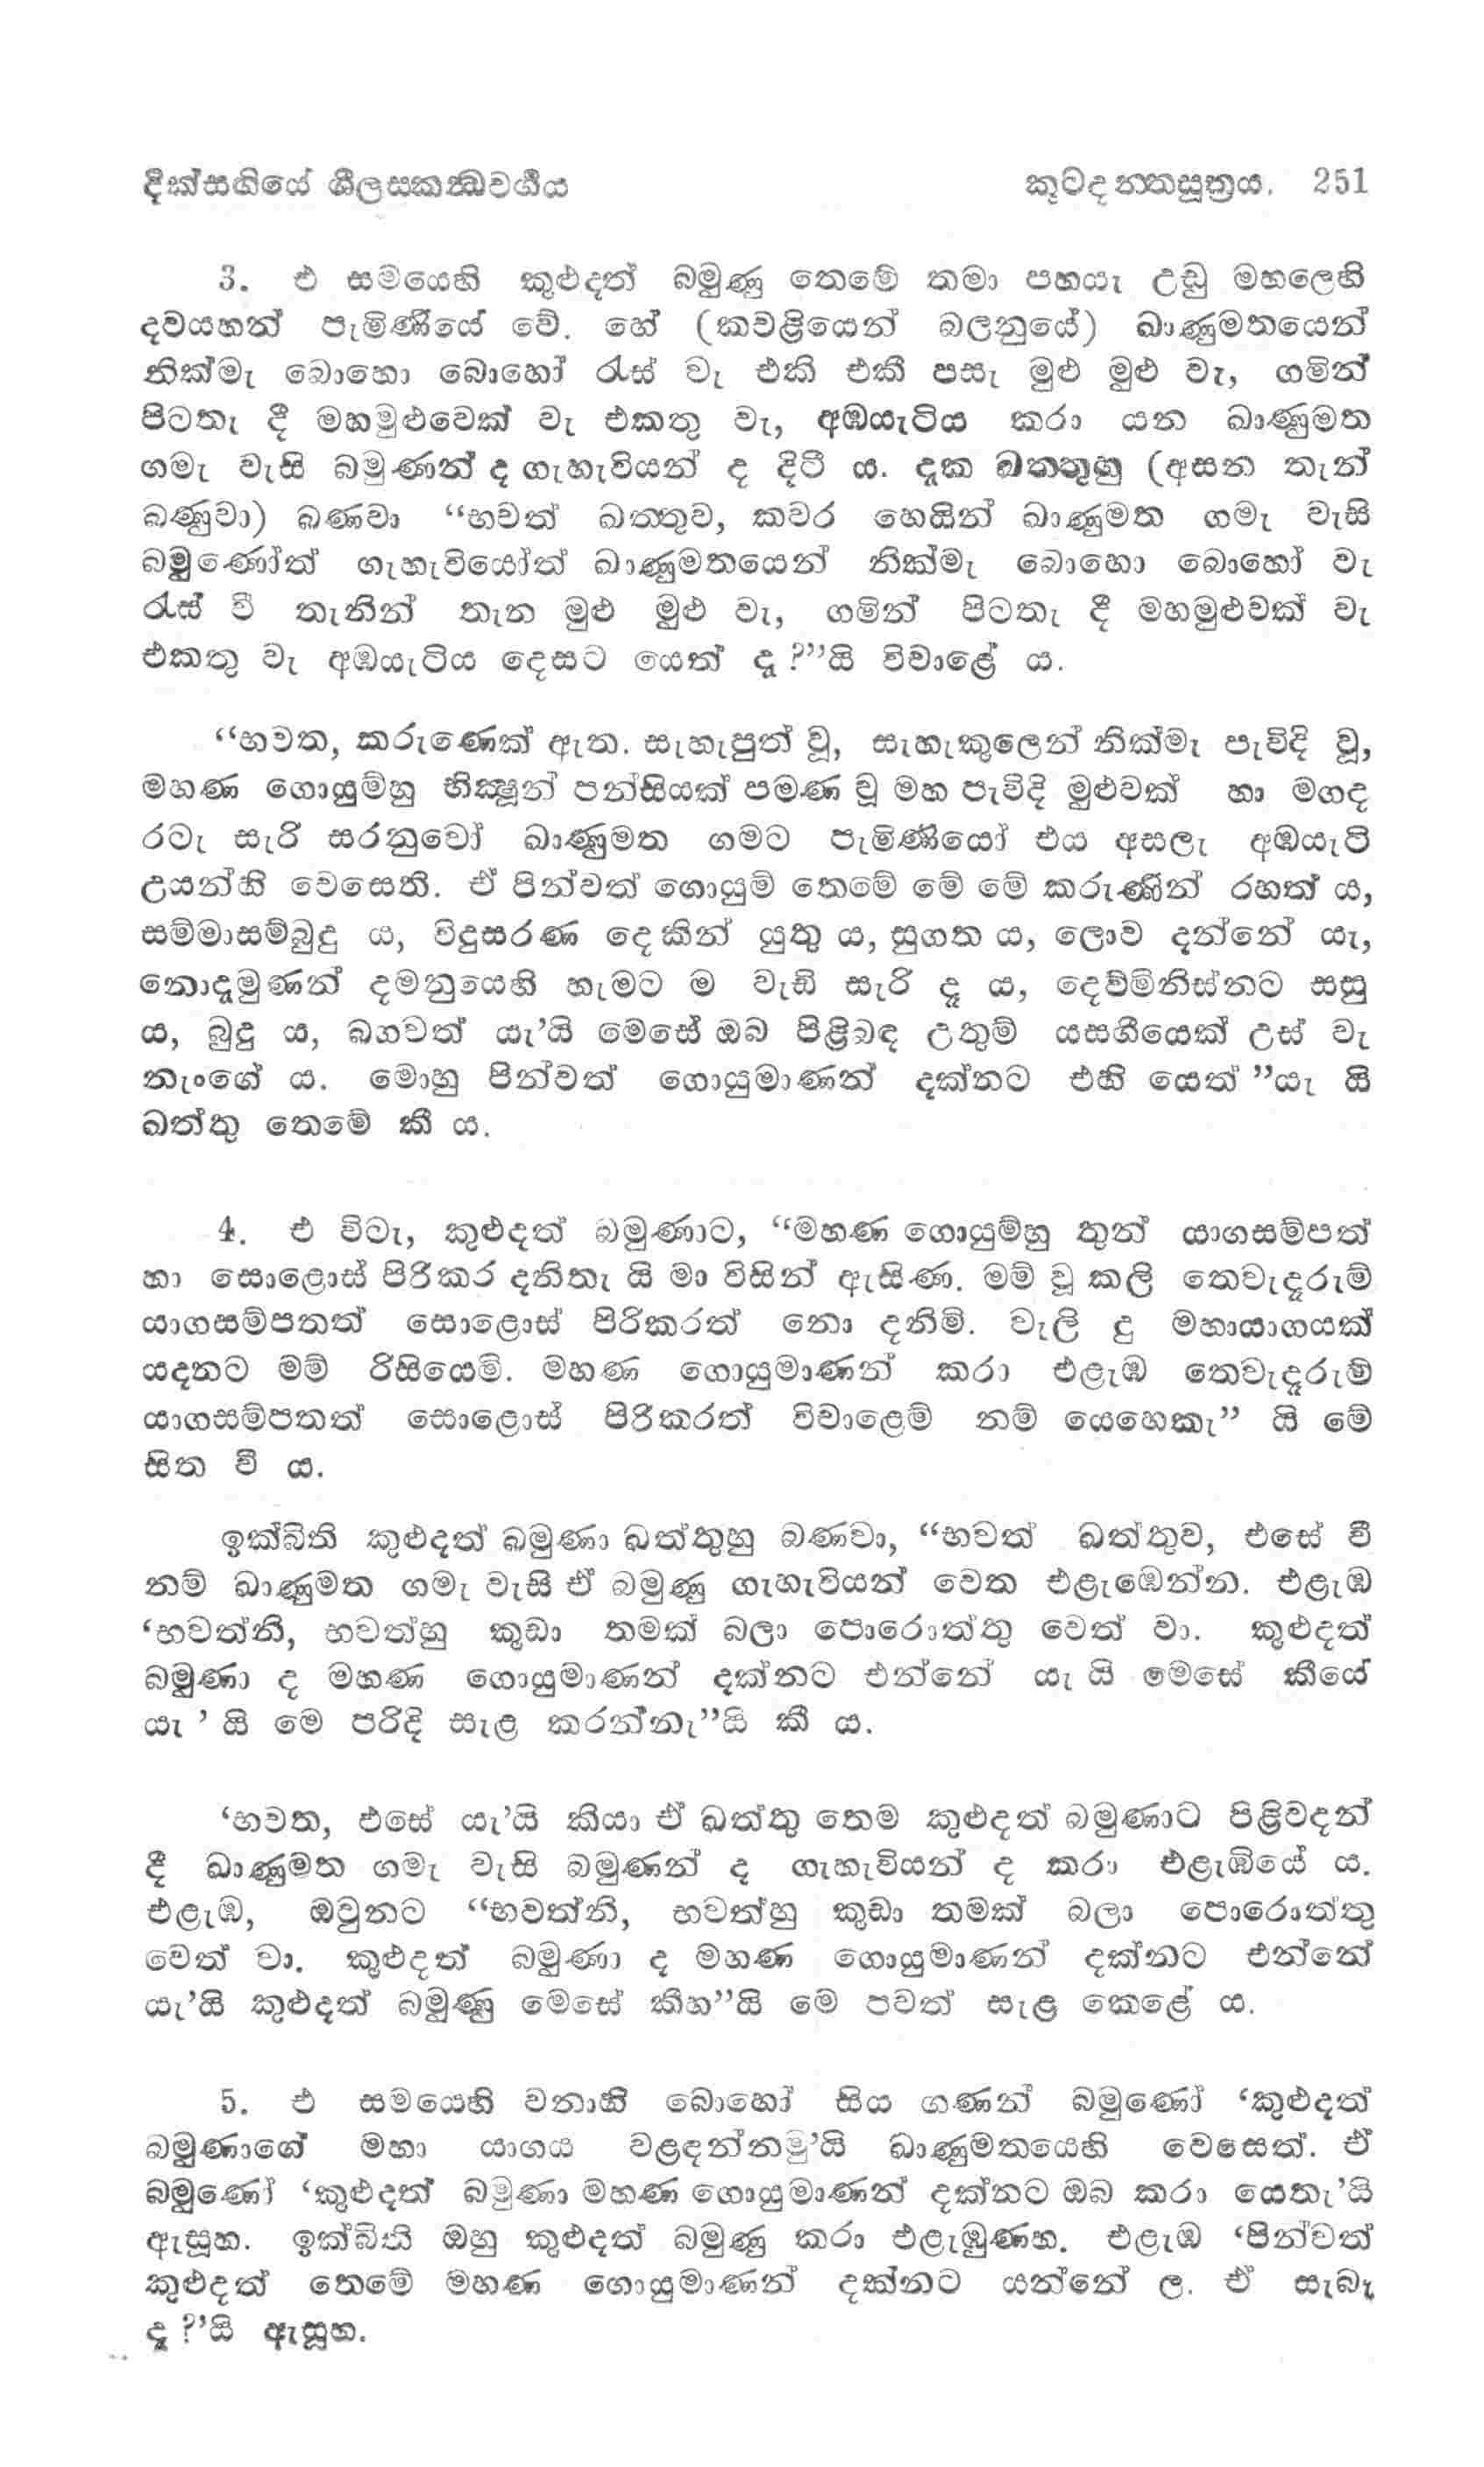 දික්සඟියේ ශීලසකන්‍ධවර්‍ගය කූටදන්තසූත්‍රය. 251
3. එ සමයෙහි කුළුදත් බමුණු තෙමේ තමා පහයැ උඩු මහලෙහි
දවයහන් පැමිණියේ වේ. හේ (කවළියෙන් බලනුයේ) ඛාණුමතයෙන්
නික්මැ බොහො බොහෝ රැස් වැ එකි එකී පසැ මුළු මුළු වැ, ගමින්
පිටතැ දී මහමුළුවෙක් වැ එකතු වැ, අඹයැටිය කරා යන ඛාණුමත
ගමැ වැසි බමුණන් ද ගැහැවියන් ද දිටී ය. දැක ඛත්තුහු (අසන තැන්
ඛණුවා) බණවා “භවත් ඛත්තුව, කවර හෙයින් ඛාණුමත ගමැ වැසි
බමුණෝත් ගැහැවියෝත් ඛාණුමතයෙන් නික්මැ බොහො බොහෝ වැ
රැස් වී තැනින් තැන මුළු මුළු වැ, ගමින් පිටතැ දී මහමුළුවක් වැ
එකතු වැ අඹයැටිය දෙසට යෙත් දැ?”යි විචාළේ ය.
“භවත, කරුණෙක් ඇත. සැහැපුත් වූ, සැහැකුලෙන් නික්මැ පැවිදි වූ,
මහණ ගොයුම්හු භික්‍ෂූන් පන්සියක් පමණ වූ මහ පැවිදි මුළුවක් හා මගද
රටැ සැරි සරනුවෝ ඛාණුමත ගමට පැමිණියෝ එය අසලැ අඹයැටි
උයන්හි වෙසෙති. ඒ පින්වත් ගොයුම් තෙමේ මේ මේ කරුණින් රහත් ය,
සම්මාසම්බුදු ය, විදුසරණ දෙකින් යුතු ය, සුගත ය, ලොව දන්නේ යැ,
නොදැමුණන් දමනුයෙහි හැමට ම වැඩි සැරි දැ ය, දෙව්මිනිස්නට සසු
ය, බුදු ය, බගවත් යැ’යි මෙසේ ඔබ පිළිබඳ උතුම් යසගීයෙක් උස් වැ
නැංගේ ය. මොහු පින්වත් ගොයුමාණන් දක්නට එහි යෙත්”යැ යි
ඛත්තු තෙමේ කී ය.
4. එ විටැ, කුළුදත් බමුණාට, “මහණ ගොයුම්හු තුන් යාගසම්පත්
හා සොළොස් පිරිකර දනිතැ යි මා විසින් ඇසිණ. මම් වූ කලි තෙවැදෑරුම්
යාගසම්පතත් සොළොස් පිරිකරත් නො දනිමි. වැලි දු මහායාගයක්
යදනට මම් රිසියෙමි. මහණ ගොයුමාණන් කරා එළැඹ තෙවැදෑරුම්
යාගසම්පතත් සොළොස් පිරිකරත් විචාළෙම් නම් යෙහෙකැ” යි මේ
සිත වී ය.
ඉක්බිති කුළුදත් බමුණා ඛත්තුහු බණවා, “භවත් ඛත්තුව, එසේ වී
නම් ඛාණුමත ගමැ වැසි ඒ බමුණු ගැහැවියන් වෙත එළැඹෙන්න. එළැඹ
‘භවත්නි, භවත්හු කුඩා තමක් බලා පොරොත්තු වෙත් වා. කුළුදත්
බමුණා ද මහණ ගොයුමාණන් දක්නට එන්නේ යැ යි මෙසේ කීයේ
යැ’ යි මෙ පරිදි සැළ කරන්නැ”යි කී ය.
‘භවත, එසේ යැ’යි කියා ඒ ඛත්තු තෙම කුළුදත් බමුණාට පිළිවදන්
දී ඛාණුමත ගමැ වැසි බමුණන් ද ගැහැවියන් ද කරා එළැඹියේ ය.
එළැඹ, ඔවුනට “භවත්නි, භවත්හු කුඩා තමක් බලා පොරොත්තු
වෙත් වා. කුළුදත් බමුණා ද මහණ ගොයුමාණන් දක්නට එන්නේ
යැ’යි කුළුදත් බමුණු මෙසේ කීහ”යි මෙ පවත් සැළ කෙළේ ය.
5. එ සමයෙහි වනාහි බොහෝ සිය ගණන් බමුණෝ ‘කුළුදත්
බමුණාගේ මහා යාගය වළඳන්නමු’යි ඛාණුමතයෙහි වෙසෙත්. ඒ
බමුණෝ ‘කුළුදත් බමුණා මහණ ගොයුමාණන් දක්නට ඔබ කරා යෙතැ’යි
ඇසූහ. ඉක්බිති ඔහු කුළුදත් බමුණු කරා එළැඹුණහ. එළැඹ ‘පින්වත්
කුළුදත් තෙමේ මහණ ගොයුමාණන් දක්නට යන්නේ ල. ඒ සැබෑ
දැ?’යි ඇසූහ.